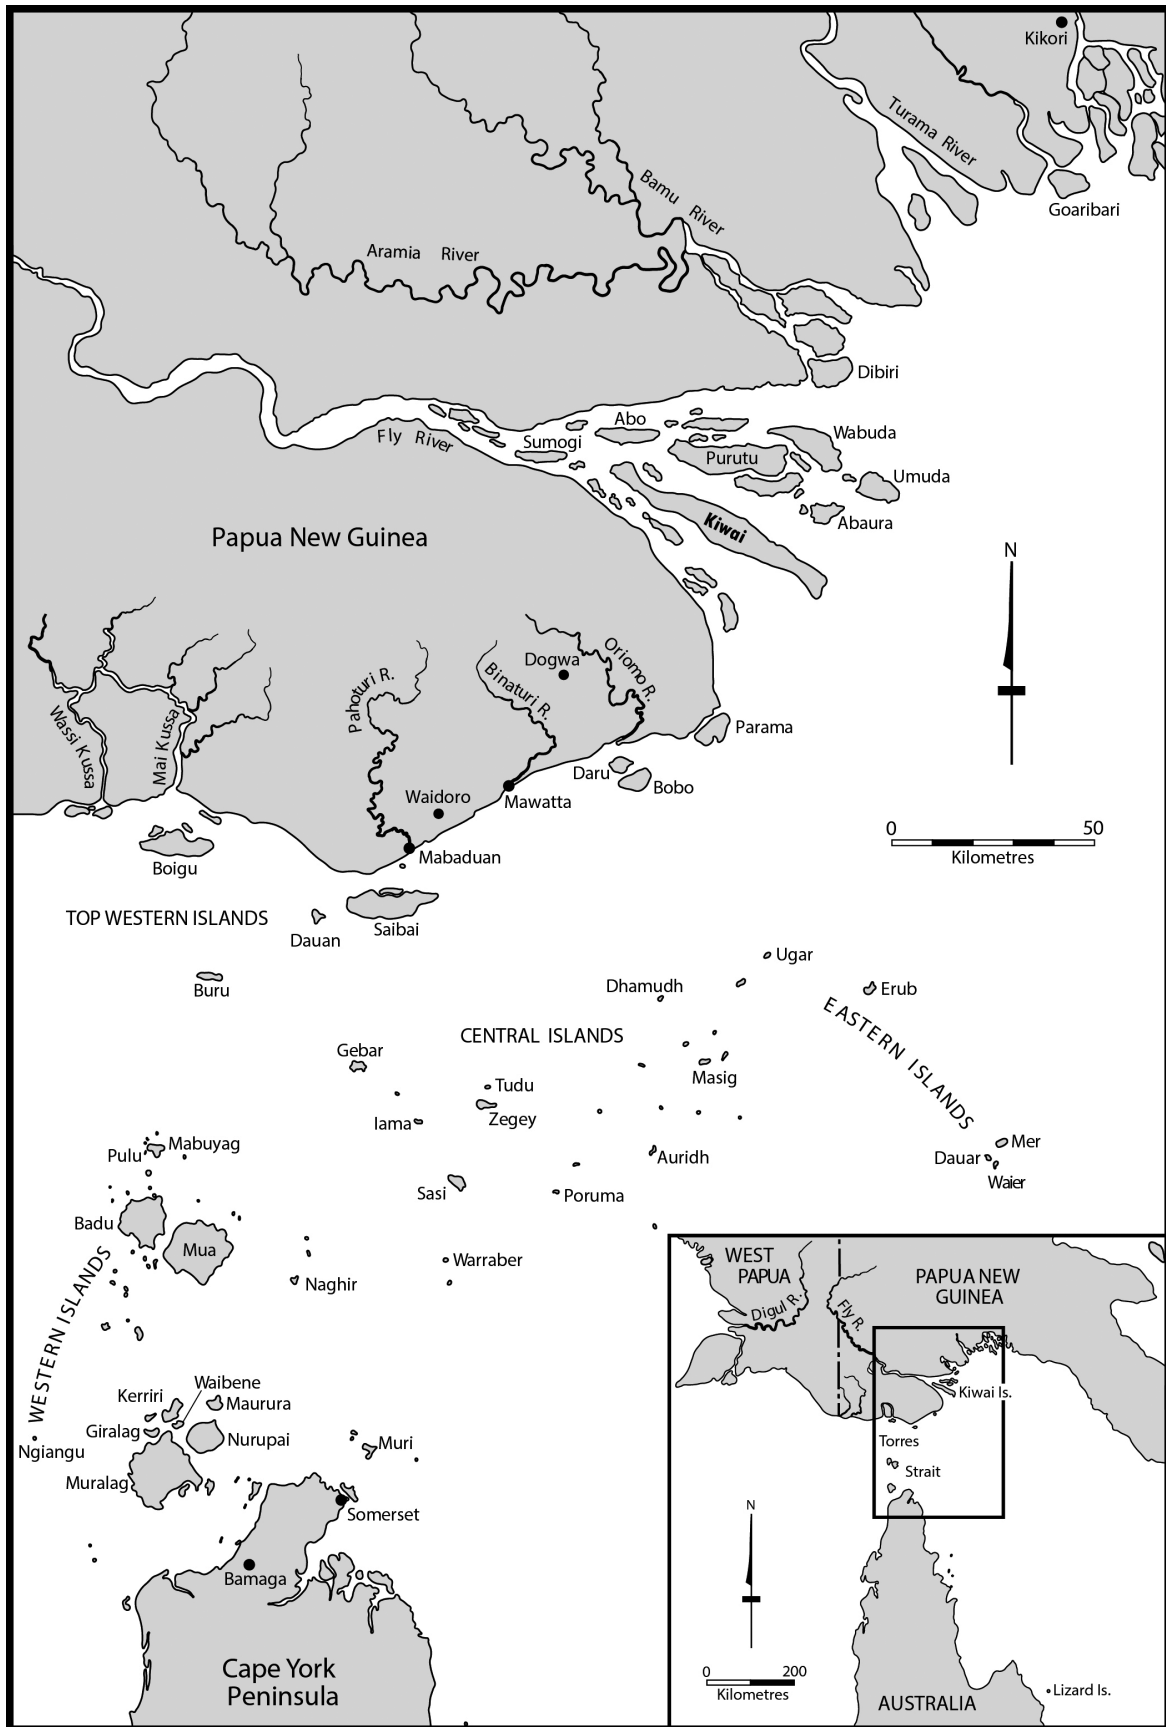 Kikori
Turama River
Goaribari
Bamu River
Aramia River
Dibiri
Fly River
Abo
Sumogi
Wabuda
Purutu
Umuda
Abaura
Kiwai
Papua New Guinea
N
Oriomo R.
Dogwa
Binaturi R.
Pahoturi R.
Wassi Kussa
Mai Kussa
Parama
Daru
Bobo
Waidoro
Mawatta
Mabaduan
0 50
Kilometres
Boigu
TOP WESTERN ISLANDS
Saibai
Dauan
Buru
Ugar
Dhamudh
Erub
EASTERN ISLANDS
CENTRAL ISLANDS
Gebar
Masig
Tudu
Zegey
Iama
Mabuyag
Pulu
Auridh
Mer
Dauar
Waier
Sasi
Poruma
Badu
Mua
Warraber
Naghir
WESTERN ISLANDS
Waibene
Kerriri
Maurura
Giralag
Nurupai
Ngiangu
Muri
Muralag
Somerset
Bamaga
Cape York
Peninsula
WEST
PAPUA
PAPUA NEW
GUINEA
Digul R.
Fly R.
Kiwai Is.
Torres
Strait
N
0 200
Kilometres
Lizard Is.
AUSTRALIA